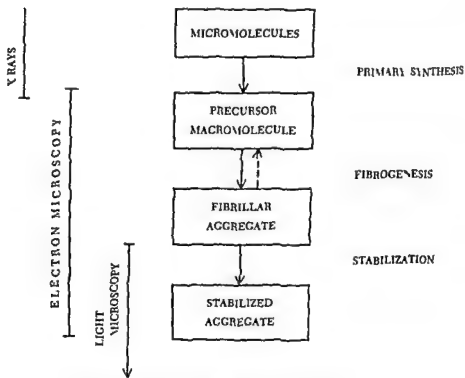 MICROMOLECULES
X RAYS
PRIMARY SYNTHESIS
PRECURSOR
MACROMOLECULE
ELECTRON MICROSCOPY
FIBROGENESIS
FIBRILLAR
AGGREGATE
STABILIZATION
LIGHT
MICROSCOPY
STABILIZED
AGGREGATE